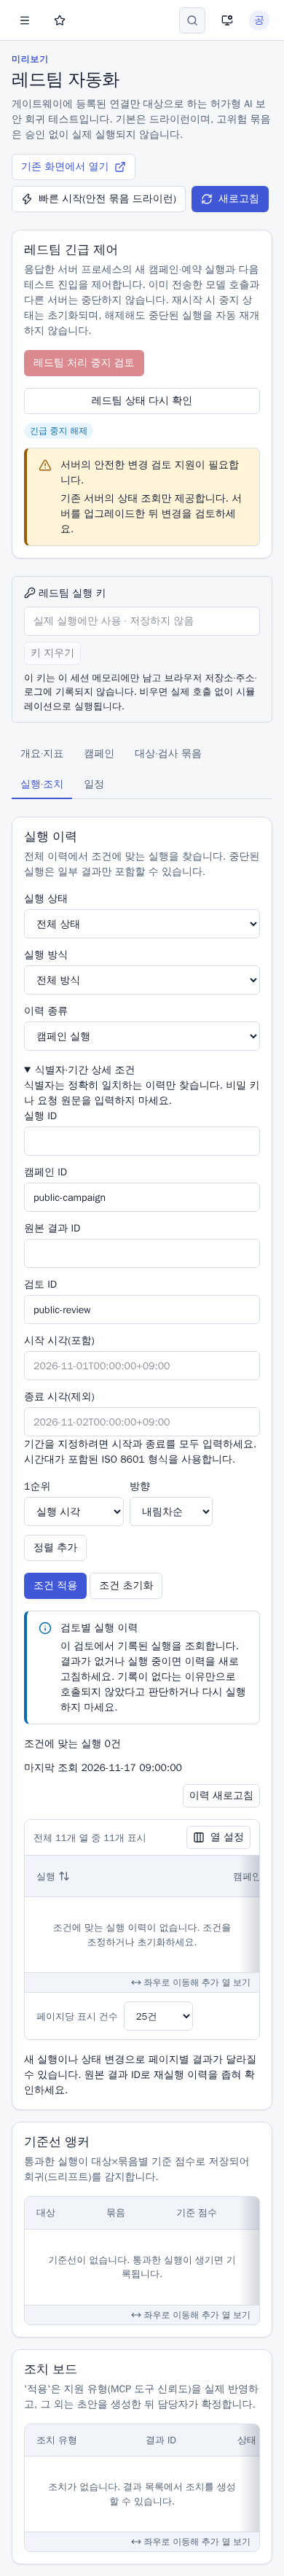 공
미리보기
레드팀 자동화
게이트웨이에 등록된 연결만 대상으로 하는 허가형 AI 보
안 회귀 테스트입니다. 기본은 드라이런이며, 고위험 묶음
은 승인 없이 실제 실행되지 않습니다.
기존 화면에서 열기
빠른 시작(안전 묶음 드라이런)
새로고침
레드팀 긴급 제어
응답한 서버 프로세스의 새 캠페인·예약 실행과 다음
테스트 진입을 제어합니다. 이미 전송한 모델 호출과
다른 서버는 중단하지 않습니다. 재시작 시 중지 상
태는 초기화되며, 해제해도 중단된 실행을 자동 재개
하지 않습니다.
레드팀 처리 중지 검토
레드팀 상태 다시 확인
긴급 중지 해제
서버의 안전한 변경 검토 지원이 필요합
니다.
기존 서버의 상태 조회만 제공합니다. 서
버를 업그레이드한 뒤 변경을 검토하세
요.
레드팀 실행 키
실제 실행에만 사용 · 저장하지 않음
키 지우기
이 키는 이 세션 메모리에만 남고 브라우저 저장소·주소·
로그에 기록되지 않습니다. 비우면 실제 호출 없이 시뮬
레이션으로 실행됩니다.
개요·지표
캠페인
대상·검사 묶음
실행·조치
일정
실행 이력
전체 이력에서 조건에 맞는 실행을 찾습니다. 중단된
실행은 일부 결과만 포함할 수 있습니다.
실행 상태
전체 상태
실행 방식
전체 방식
이력 종류
캠페인 실행
▼ 식별자·기간 상세 조건
식별자는 정확히 일치하는 이력만 찾습니다. 비밀 키
나 요청 원문을 입력하지 마세요.
실행 ID
캠페인 ID
public-campaign
원본 결과 ID
검토 ID
public-review
시작 시각(포함)
2026-11-01T00:00:00+09:00
종료 시각(제외)
2026-11-02T00:00:00+09:00
기간을 지정하려면 시작과 종료를 모두 입력하세요.
시간대가 포함된 ISO 8601 형식을 사용합니다.
1순위
방향
실행 시각
내림차순
정렬 추가
조건 적용
조건 초기화
검토별 실행 이력
이 검토에서 기록된 실행을 조회합니다.
결과가 없거나 실행 중이면 이력을 새로
고침하세요. 기록이 없다는 이유만으로
호출되지 않았다고 판단하거나 다시 실행
하지 마세요.
조건에 맞는 실행 0건
마지막 조회 2026-11-17 09:00:00
이력 새로고침
전체 11개 열 중 11개 표시
열 설정
실행
캠페인
조건에 맞는 실행 이력이 없습니다. 조건을
조정하거나 초기화하세요.
좌우로 이동해 추가 열 보기
페이지당 표시 건수
25건
새 실행이나 상태 변경으로 페이지별 결과가 달라질
수 있습니다. 원본 결과 ID로 재실행 이력을 좁혀 확
인하세요.
기준선 앵커
통과한 실행이 대상×묶음별 기준 점수로 저장되어
회귀(드리프트)를 감지합니다.
대상
묶음
기준 점수
기준선이 없습니다. 통과한 실행이 생기면 기
록됩니다.
좌우로 이동해 추가 열 보기
조치 보드
'적용'은 지원 유형(MCP 도구 신뢰도)을 실제 반영하
고, 그 외는 초안을 생성한 뒤 담당자가 확정합니다.
조치 유형
결과 ID
상태
조치가 없습니다. 결과 목록에서 조치를 생성
할 수 있습니다.
좌우로 이동해 추가 열 보기